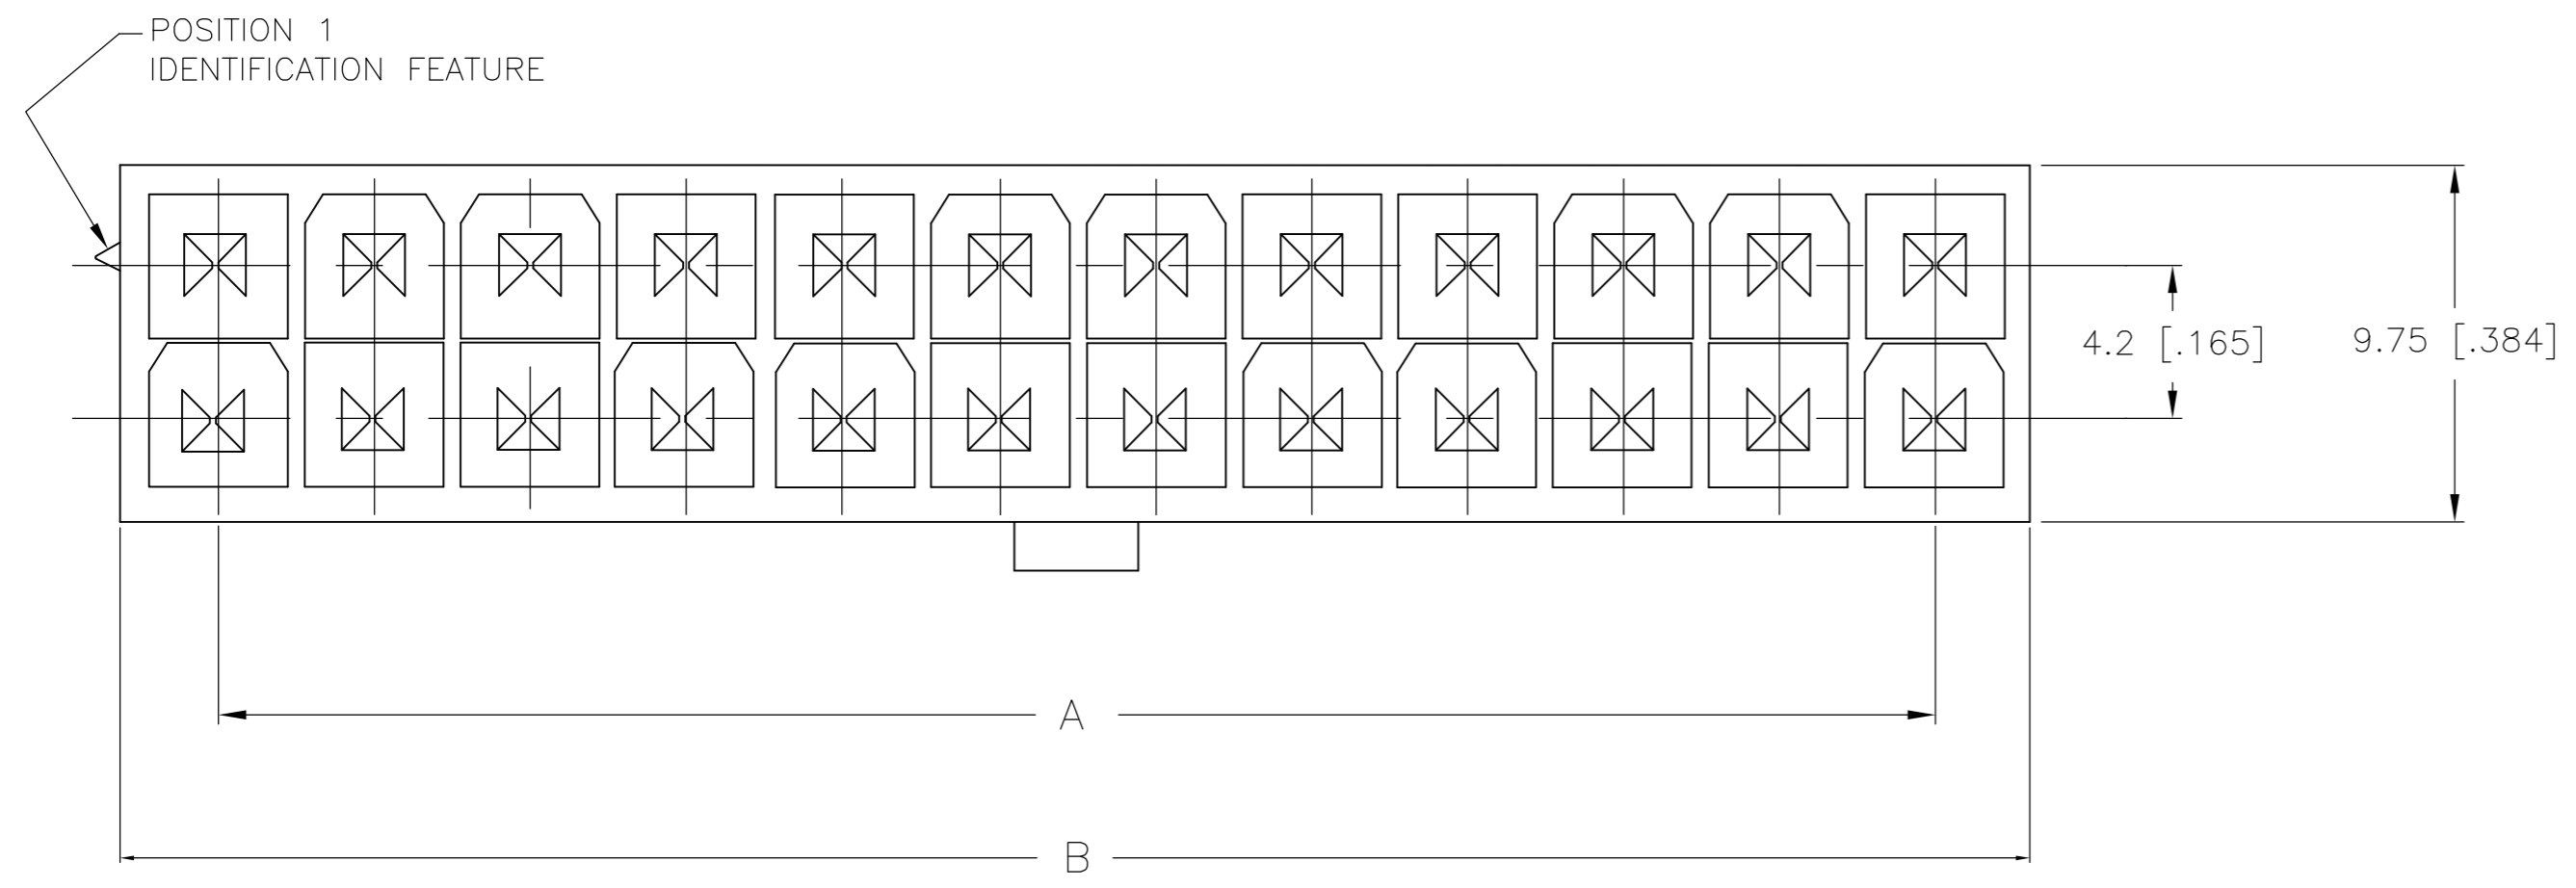 POSITION 1
IDENTIFICATION FEATURE
4.2 [.165]
9.75 [.384]
A
B